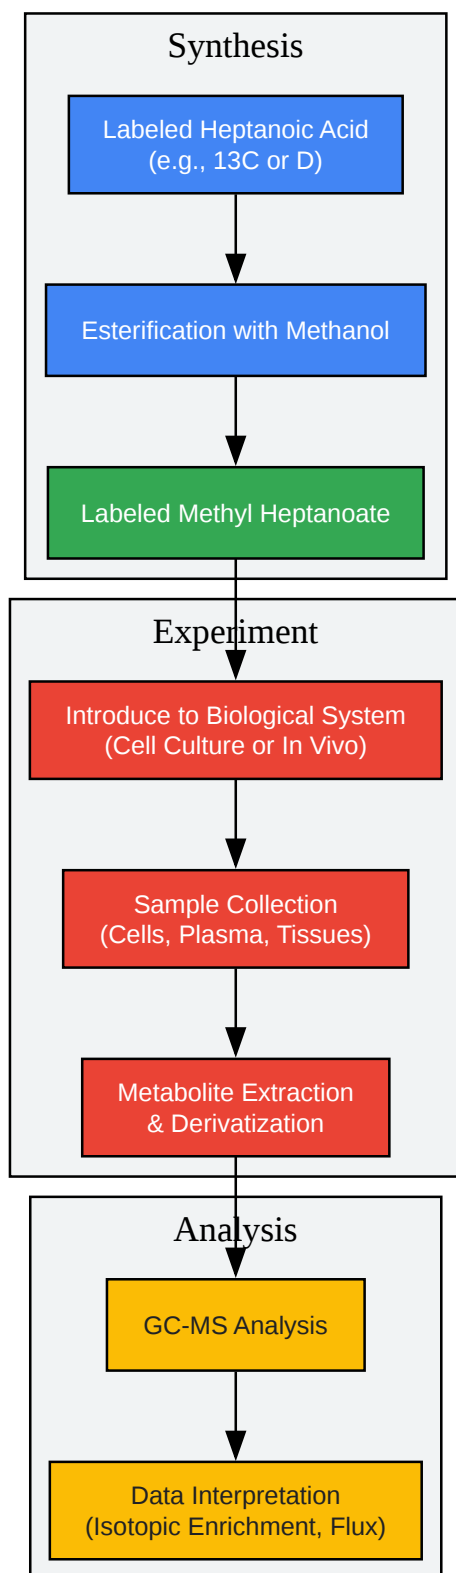 Synthesis
Labeled Heptanoic Acid
(e.g., 13C or D)
Esterification with Methanol
Labeled Methyl Heptanoate
Experiment
Introduce to Biological System
(Cell Culture or In Vivo)
Sample Collection
(Cells, Plasma, Tissues)
Metabolite Extraction
& Derivatization
Analysis
GC-MS Analysis
Data Interpretation
(Isotopic Enrichment, Flux)